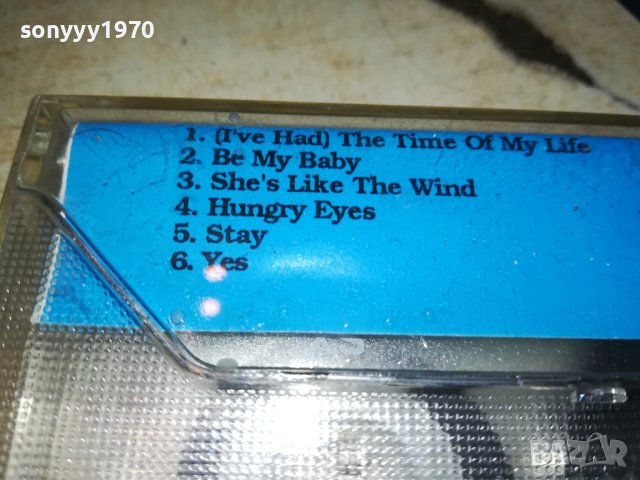 sonyyy1970
1. (I've Had) The Time Of My Life
2. Be My Baby
3. She's Like The Wind
4. Hungry Eyes
5. Stay
6. Yes
BAZAR